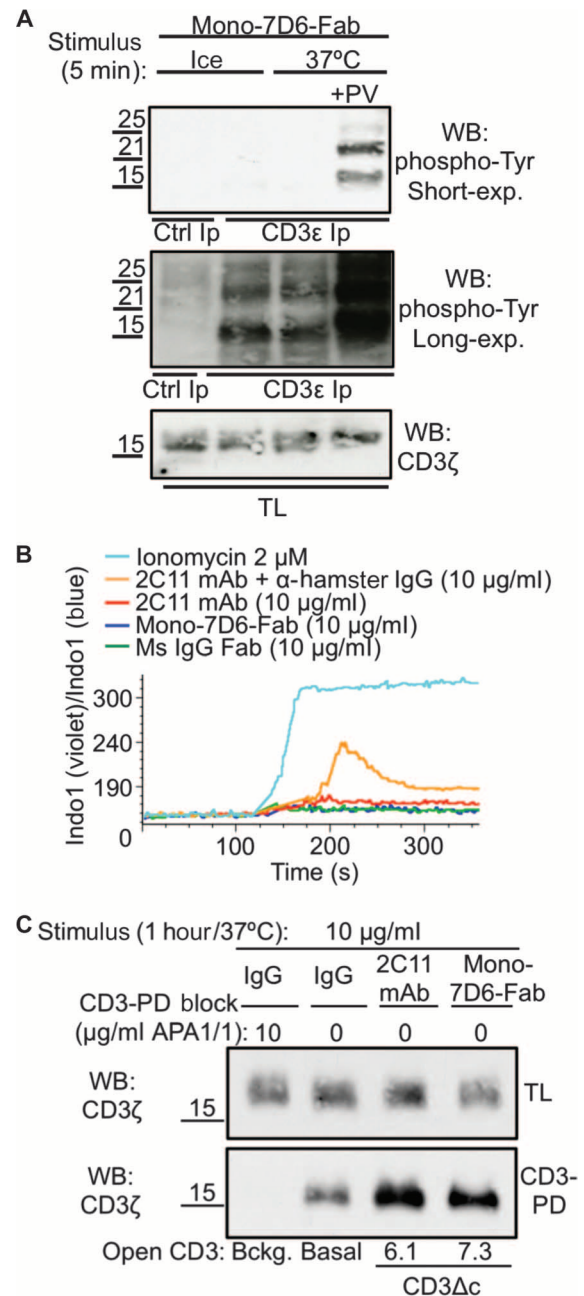 A
Mono-7D6-Fab
Stimulus
(5 min):
Ice
37ºC
+PV
25
21
15
WB:
phospho-Tyr
Short-exp.
Ctrl Ip
CD3ε Ip
25
21
15
WB:
phospho-Tyr
Long-exp.
Ctrl Ip
CD3ε Ip
15
WB:
CD3ζ
TL
B
Ionomycin 2 μM
2C11 mAb + α-hamster IgG (10 μg/ml)
2C11 mAb (10 μg/ml)
Mono-7D6-Fab (10 μg/ml)
Ms IgG Fab (10 μg/ml)
Indo1 (violet)/Indo1 (blue)
300
240
190
0
100
200
300
Time (s)
C
Stimulus (1 hour/37ºC): 10 μg/ml
IgG
IgG
2C11
mAb
Mono-
7D6-Fab
CD3-PD block
(μg/ml APA1/1): 10 0 0 0
WB:
CD3ζ
15
TL
WB:
CD3ζ
15
CD3-
PD
Open CD3: Bckg. Basal 6.1 7.3
CD3Δc